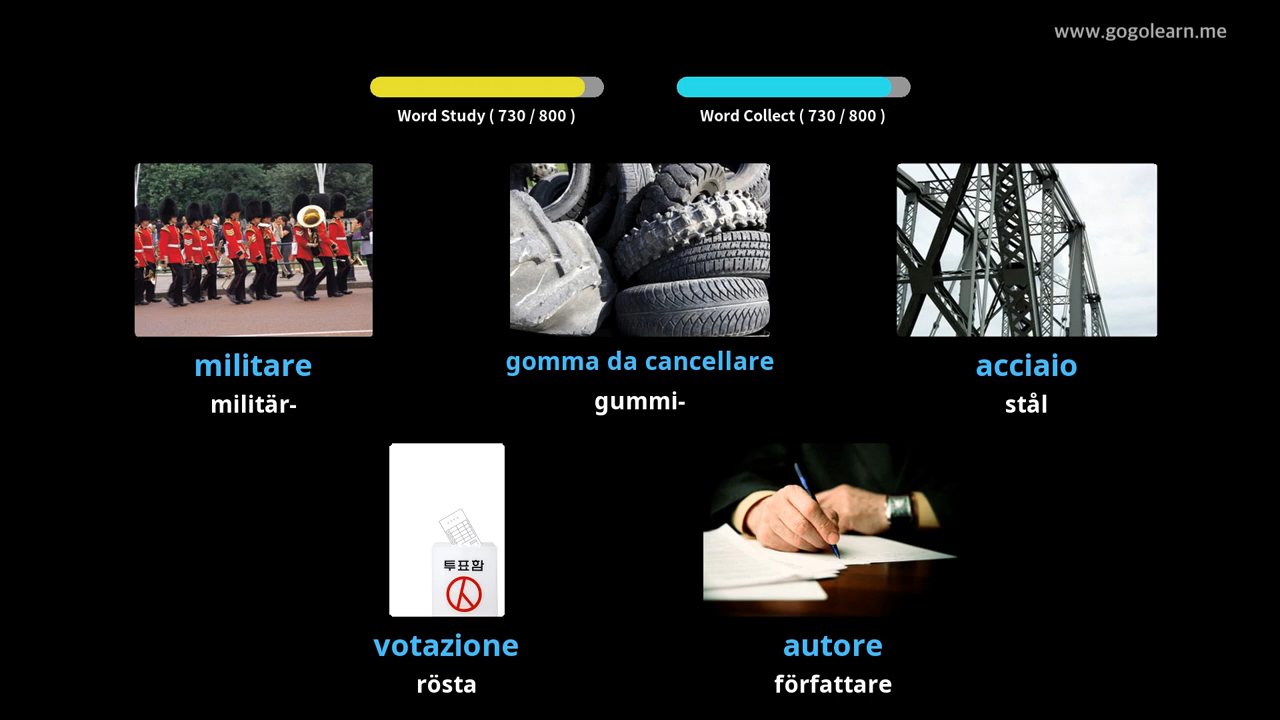 www.gogolearn.me
Word Study ( 730 / 800 )
Word Collect ( 730 / 800 )
militare
militär-
gomma da cancellare
gummi-
acciaio
stål
투표함
votazione
rösta
autore
författare